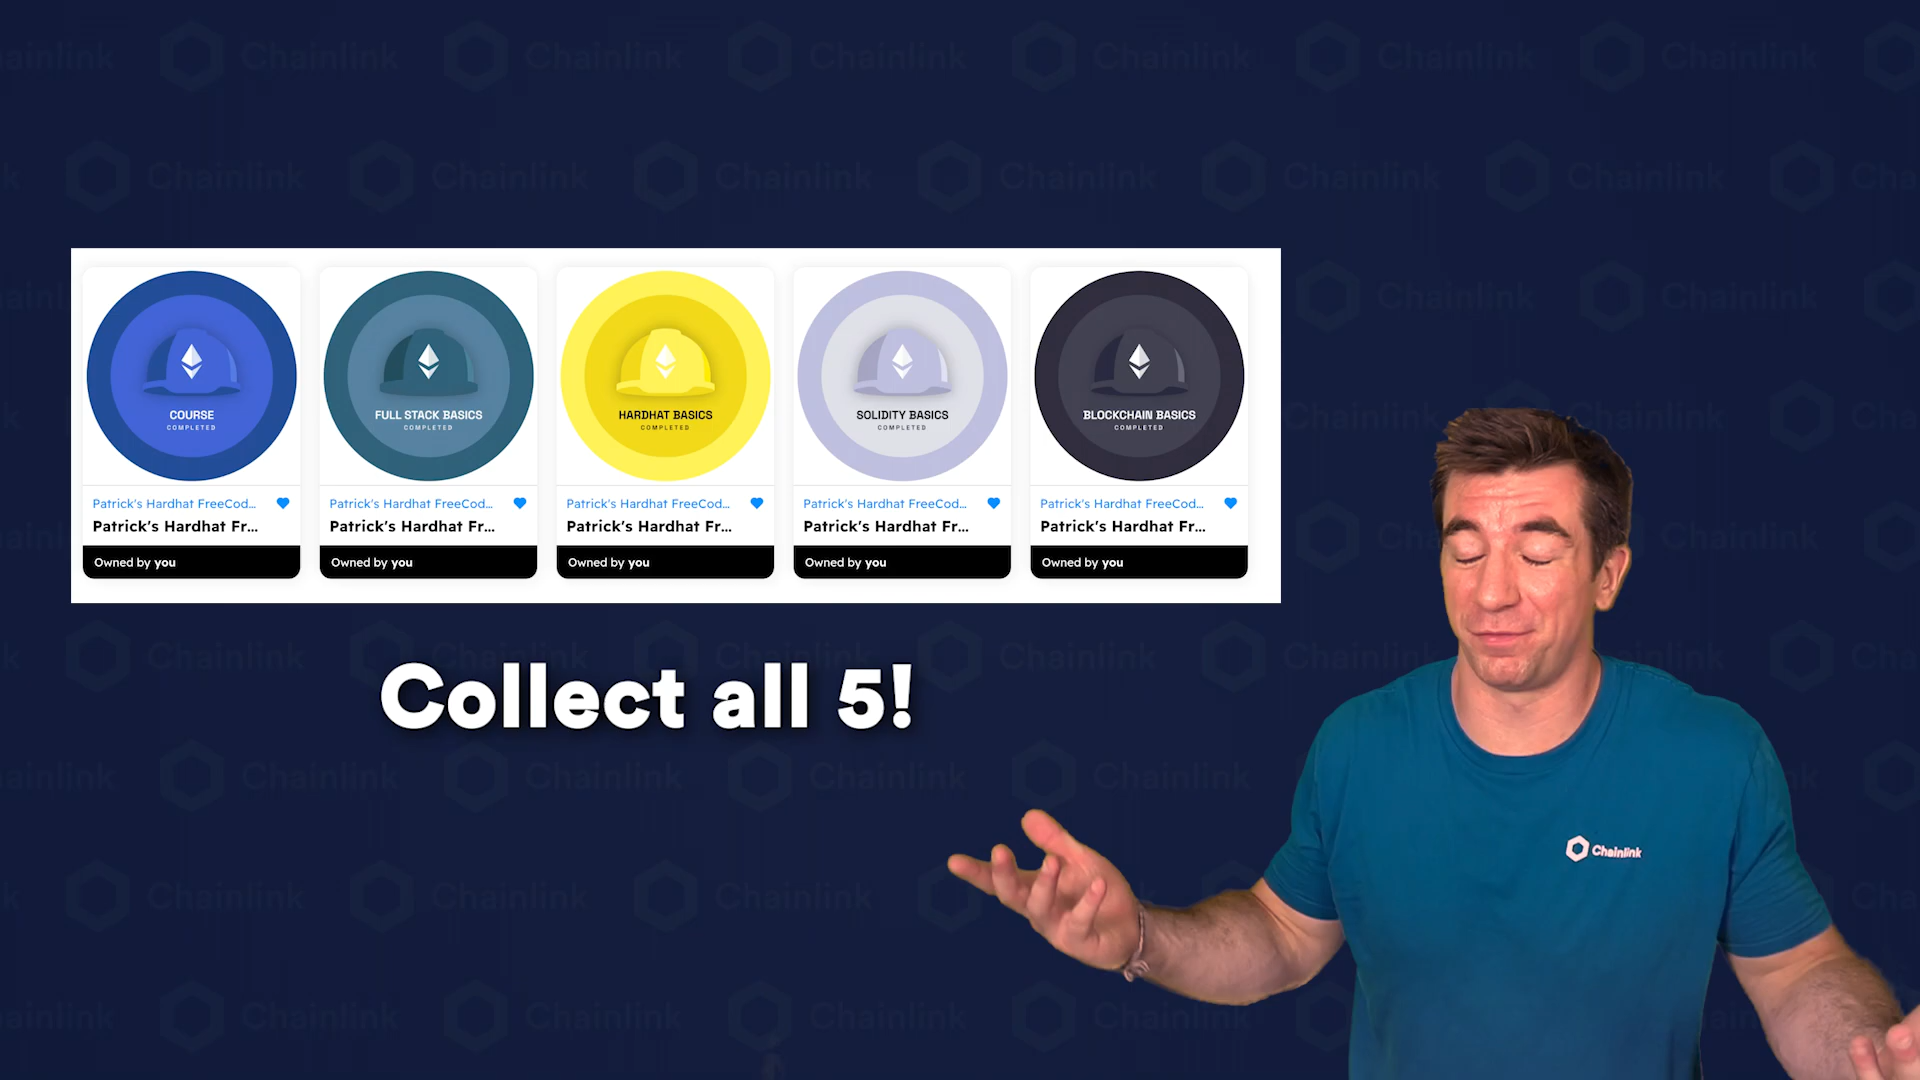 COURSE
COMPLETED
Patrick's Hardhat FreeCod...
Patrick's Hardhat Fr...
Owned by you
FULL STACK BASICS
COMPLETED
Patrick's Hardhat FreeCod...
Patrick's Hardhat Fr...
Owned by you
HARDHAT BASICS
COMPLETED
Patrick's Hardhat FreeCod...
Patrick's Hardhat Fr...
Owned by you
SOLIDITY BASICS
COMPLETED
Patrick's Hardhat FreeCod...
Patrick's Hardhat Fr...
Owned by you
BLOCKCHAIN BASICS
COMPLETED
Patrick's Hardhat FreeCod...
Patrick's Hardhat Fr...
Owned by you
Collect all 5!
Chainlink